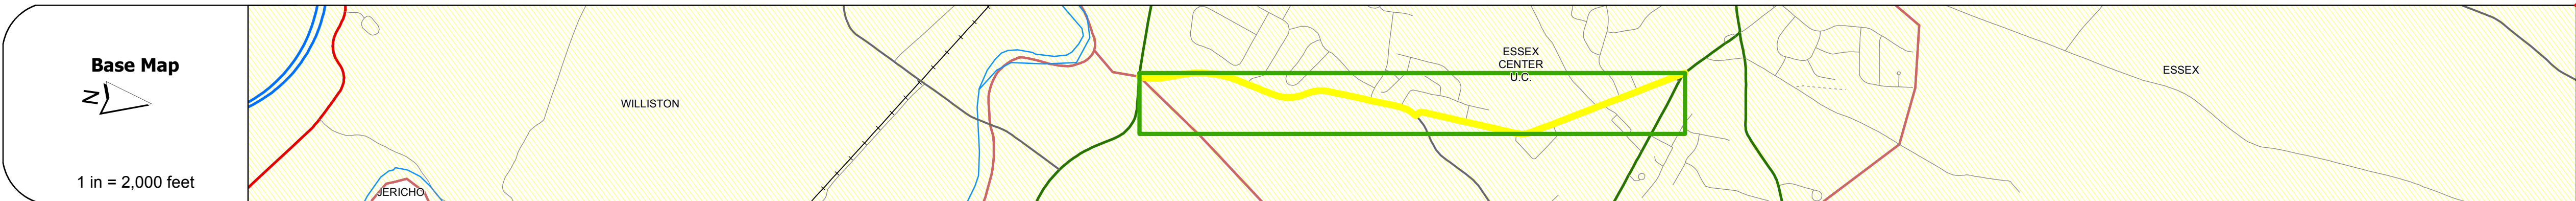 Base Map
N
1 in = 2,000 feet
WILLISTON
JERICHO
ESSEX
CENTER
U.C.
ESSEX